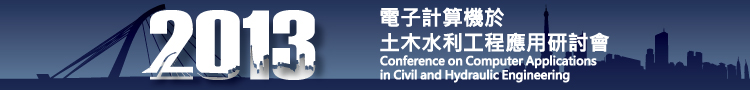 2013
電子計算機於
土木水利工程應用研討會
Conference on Computer Applications
in Civil and Hydraulic Engineering